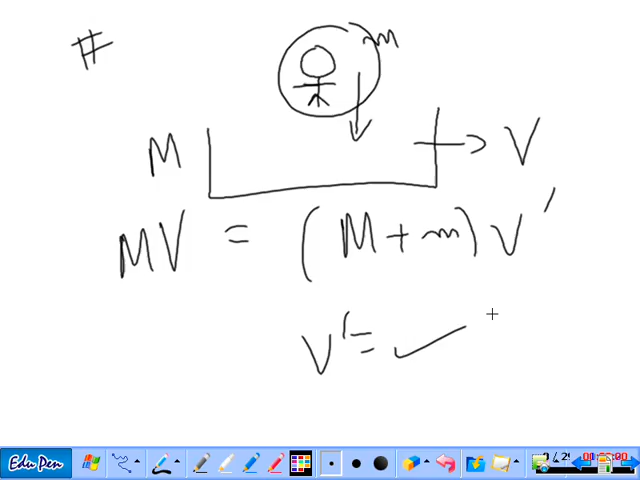 #
m
M
V
MV = (M+m)V'
V' = ✓
Edu Pen